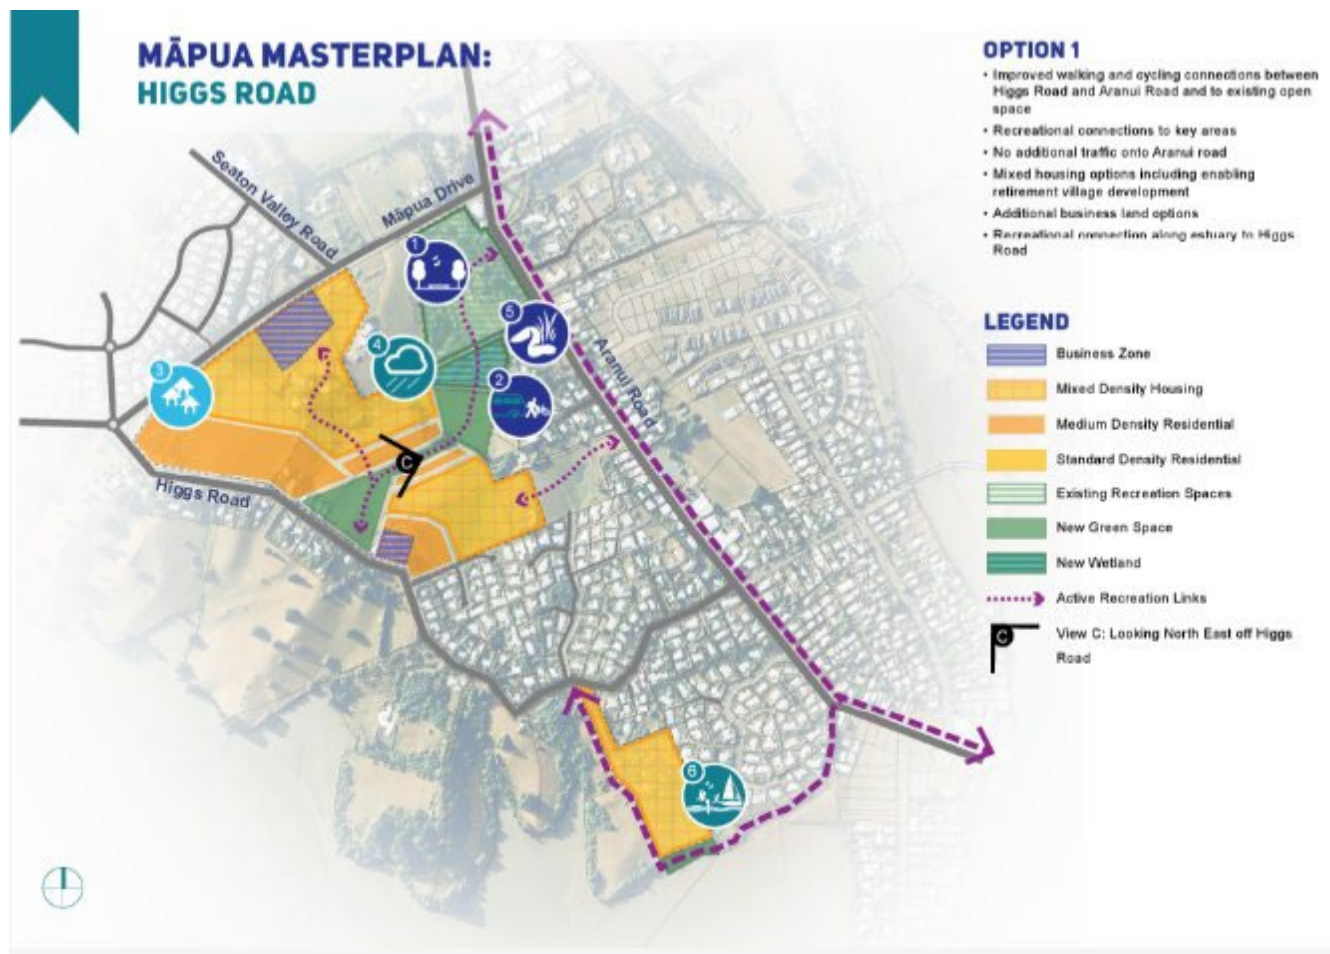 MĀPUA MASTERPLAN:
HIGGS ROAD
OPTION 1
• Improved walking and cycling connections between
Higgs Road and Aranui Road and to existing open
space
• Recreational connections to key areas
• No additional traffic onto Aranui road
• Mixed housing options including enabling
retirement village development
• Additional business land options
• Recreational connection along estuary to Higgs
Road
LEGEND
Business Zone
Mixed Density Housing
Medium Density Residential
Standard Density Residential
Existing Recreation Spaces
New Green Space
New Wetland
Active Recreation Links
C
View C: Looking North East off Higgs
Road
Seaton Valley Road
Māpua Drive
Aranui Road
Higgs Road
1
5
4
2
3
C
6